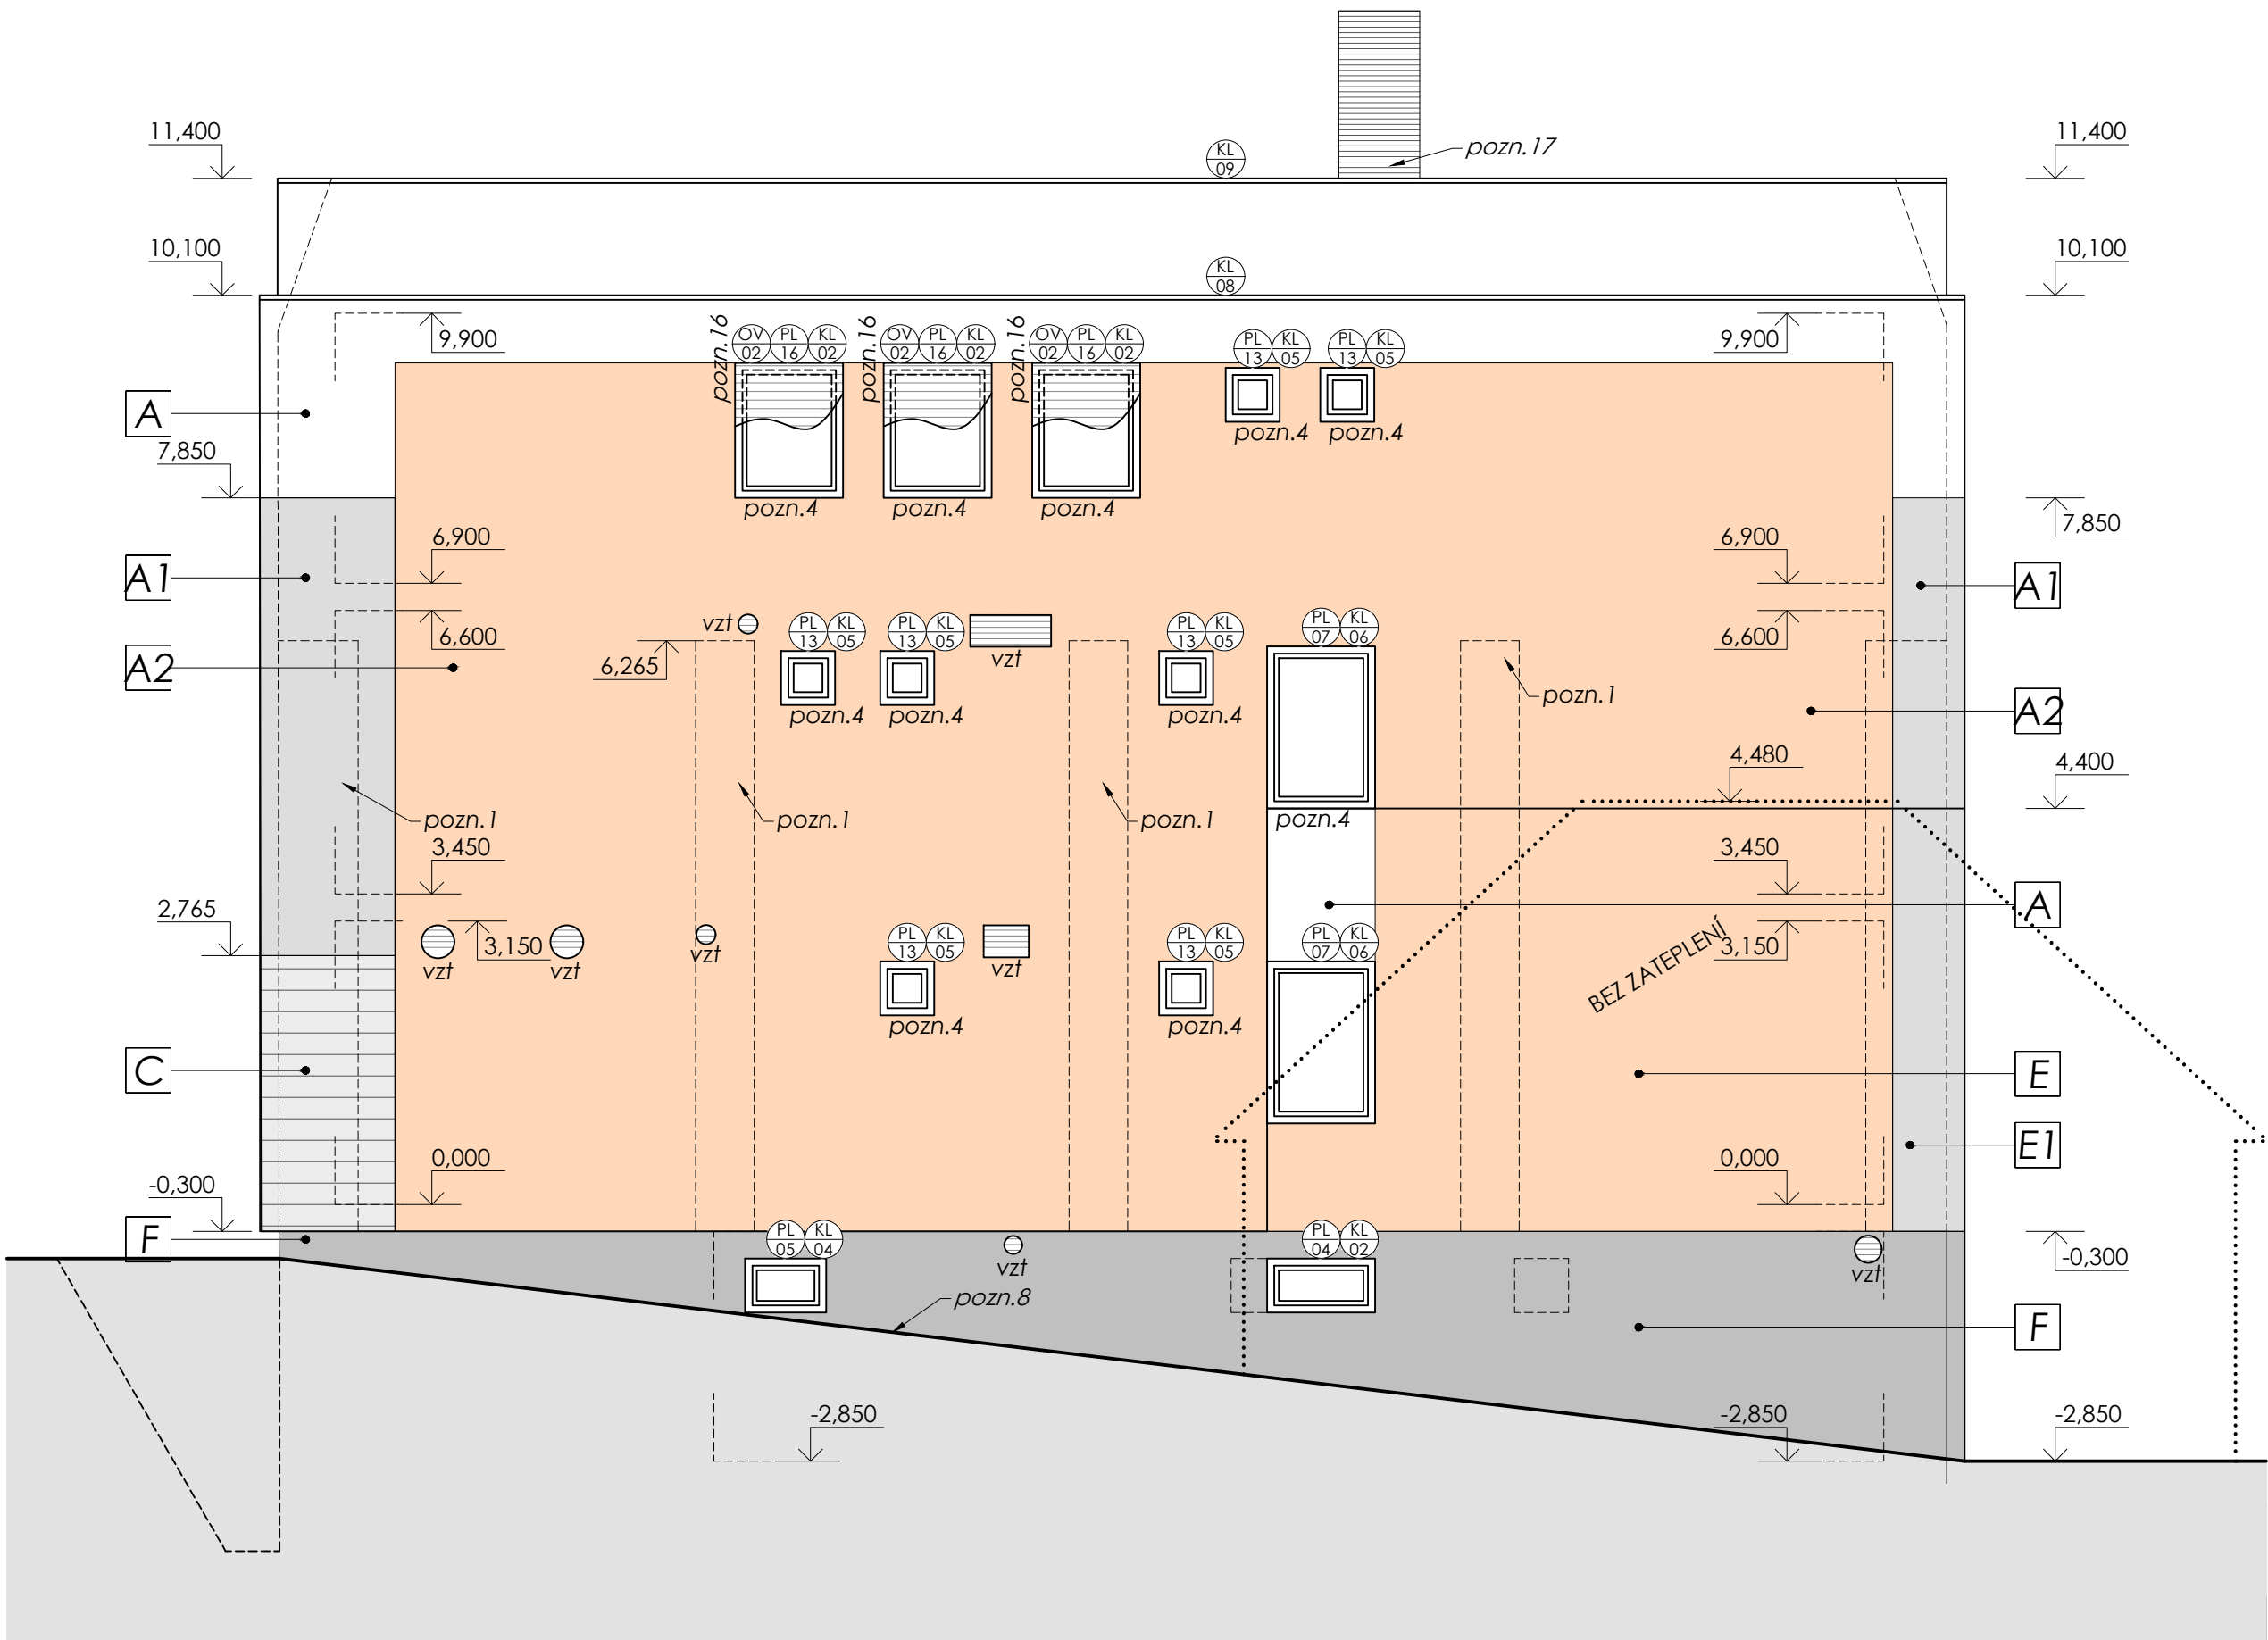 pozn.17
KL
09
11,400
11,400
10,100
10,100
KL
08
9,900
9,900
pozn.16
OV
02
PL
16
KL
02
pozn.16
OV
02
PL
16
KL
02
pozn.16
OV
02
PL
16
KL
02
PL
13
KL
05
PL
13
KL
05
A
pozn.4
pozn.4
7,850
pozn.4
pozn.4
pozn.4
7,850
6,900
6,900
A1
A1
6,600
6,600
vzt
PL
13
KL
05
PL
13
KL
05
vzt
PL
13
KL
05
PL
07
KL
06
A2
6,265
pozn.1
A2
pozn.4
pozn.4
pozn.4
4,480
4,400
pozn.1
pozn.1
pozn.1
pozn.4
3,450
3,450
2,765
A
3,150
3,150
BEZ ZATEPLENÍ
vzt
vzt
vzt
PL
13
KL
05
vzt
PL
13
KL
05
PL
07
KL
06
pozn.4
pozn.4
C
E
E1
0,000
0,000
-0,300
-0,300
F
PL
05
KL
04
vzt
PL
04
KL
02
vzt
pozn.8
F
-2,850
-2,850
-2,850